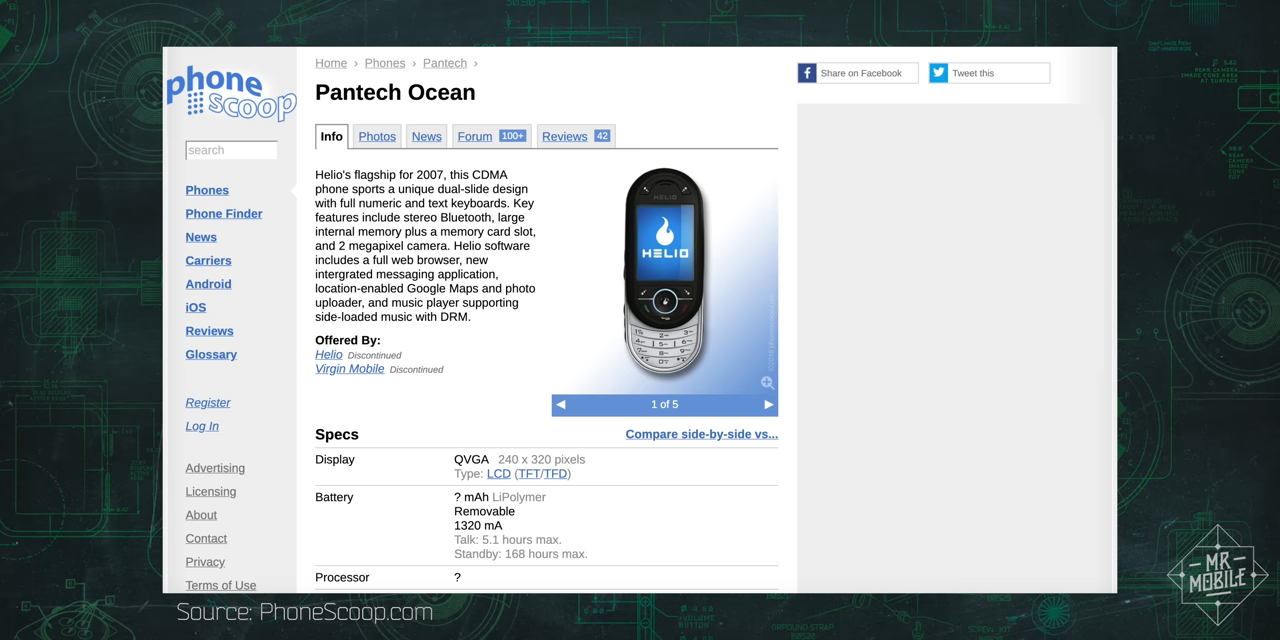 phone
scoop
search
Phones
Phone Finder
News
Carriers
Android
iOS
Reviews
Glossary
Register
Log In
Advertising
Licensing
About
Contact
Privacy
Terms of Use
Home › Phones › Pantech ›
Pantech Ocean
Info Photos News Forum 100+ Reviews 42
Helio's flagship for 2007, this CDMA
phone sports a unique dual-slide design
with full numeric and text keyboards. Key
features include stereo Bluetooth, large
internal memory plus a memory card slot,
and 2 megapixel camera. Helio software
includes a full web browser, new
intergrated messaging application,
location-enabled Google Maps and photo
uploader, and music player supporting
side-loaded music with DRM.
Offered By:
Helio Discontinued
Virgin Mobile Discontinued
HELIO
HELIO
1 of 5
Specs Compare side-by-side vs...
Display QVGA 240 x 320 pixels
Type: LCD (TFT/TFD)
Battery ? mAh LiPolymer
Removable
1320 mA
Talk: 5.1 hours max.
Standby: 168 hours max.
Processor ?
Share on Facebook
Tweet this
Source: PhoneScoop.com
MR
MOBILE